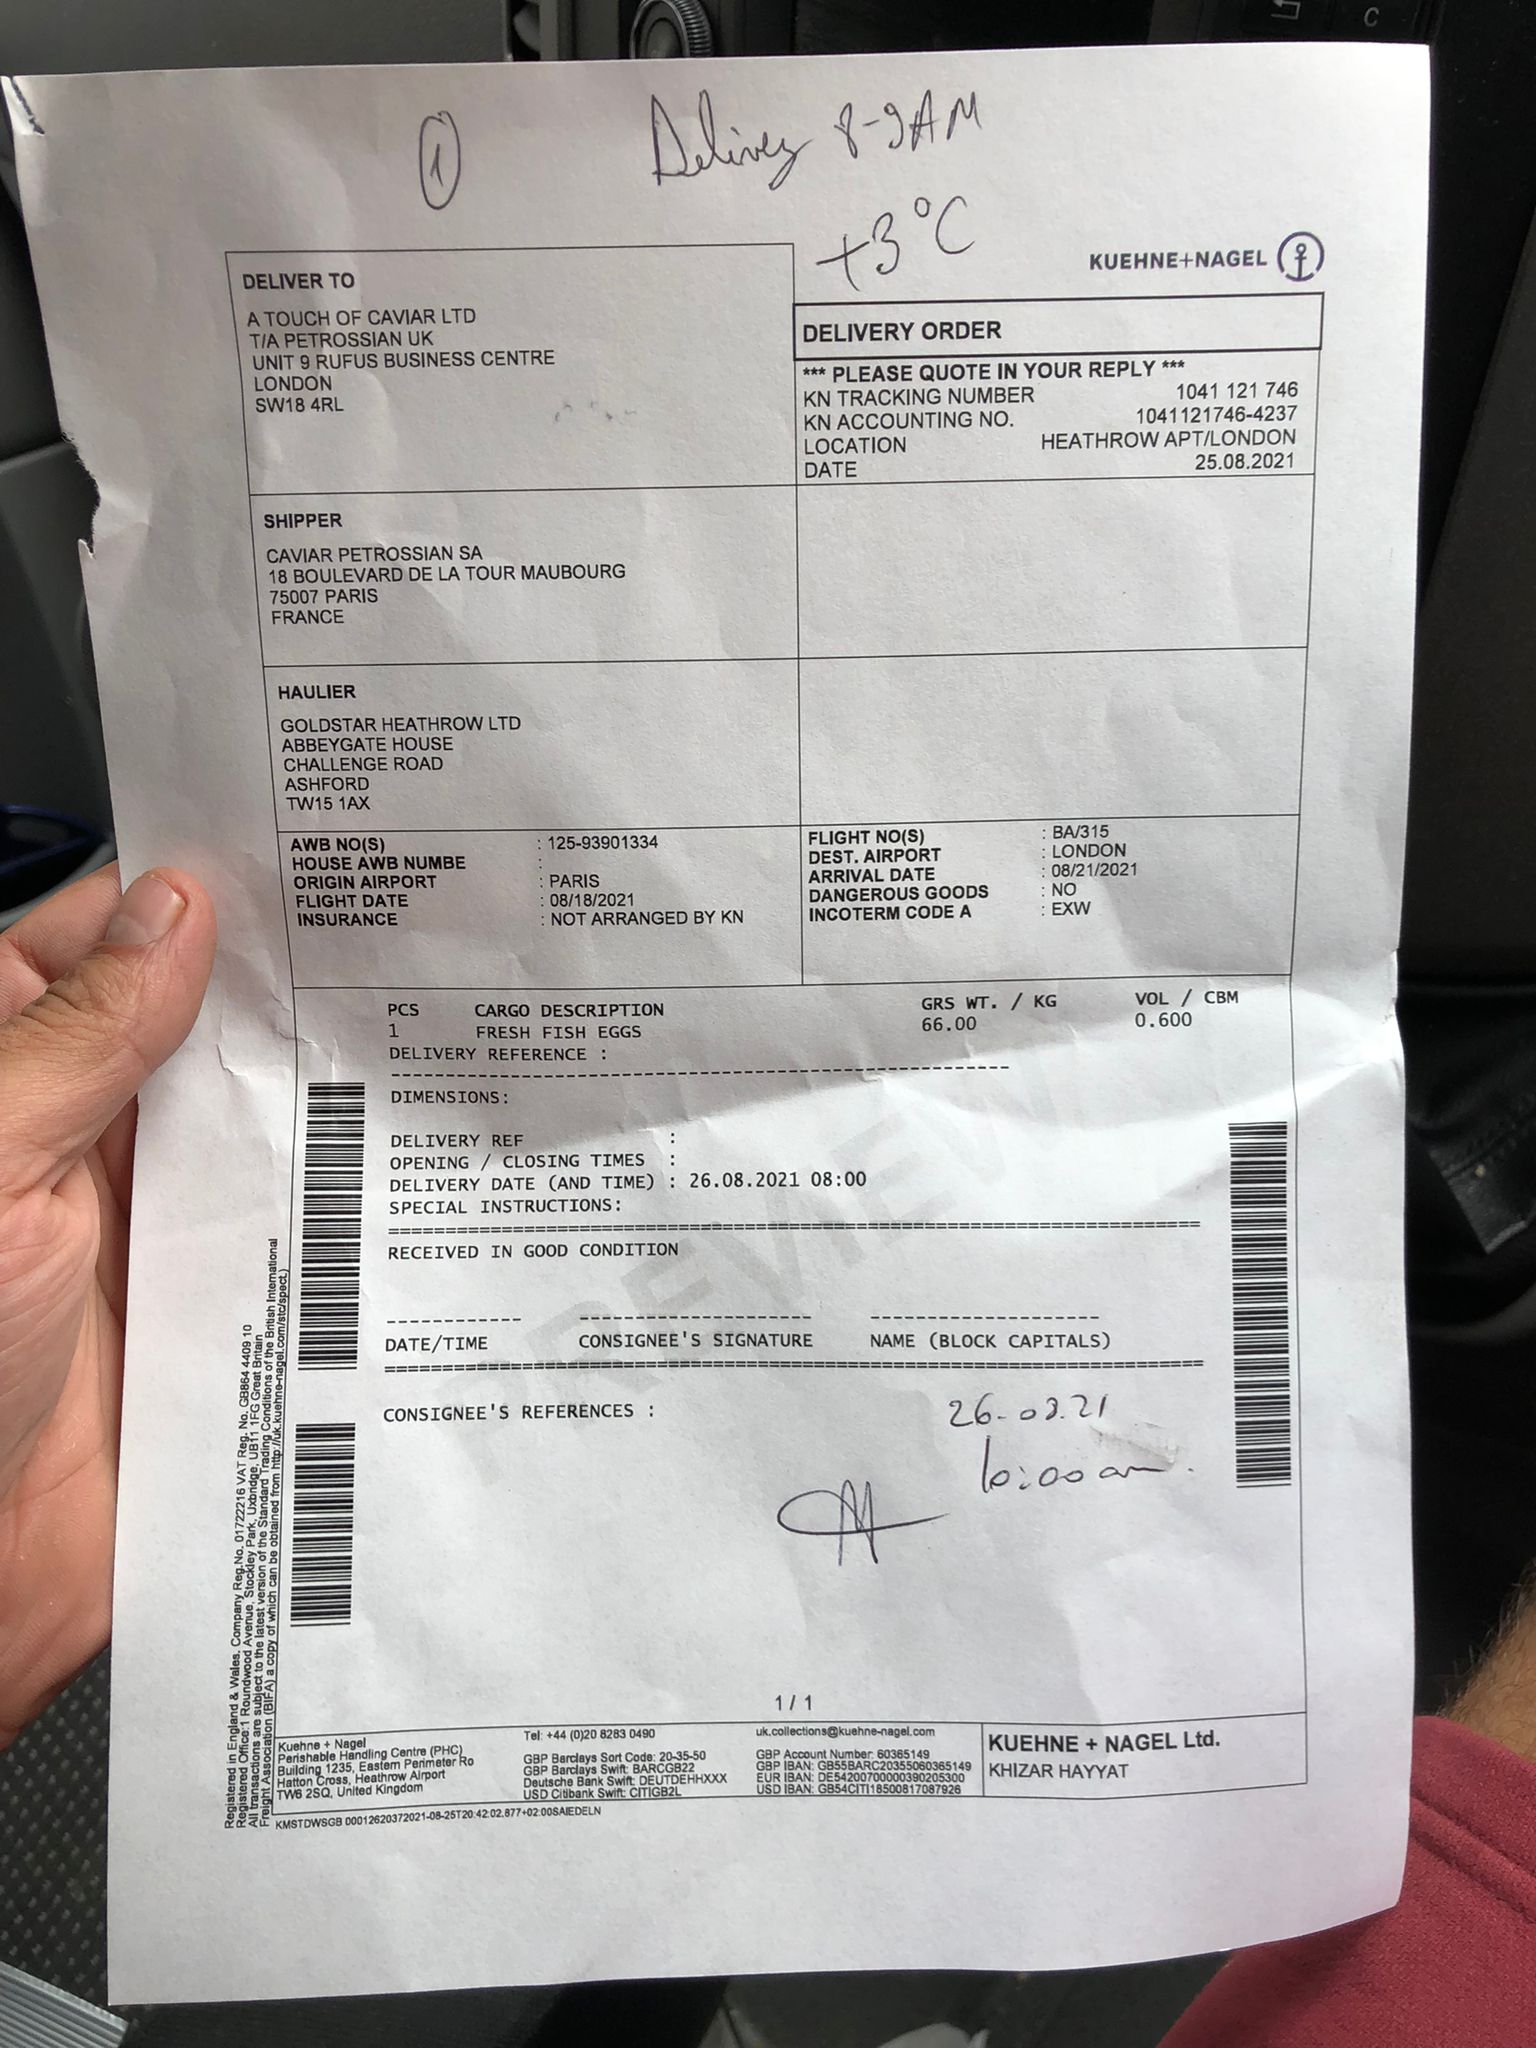 1
Delivery 8-9AM
+3°C
KUEHNE+NAGEL
DELIVER TO
A TOUCH OF CAVIAR LTD
T/A PETROSSIAN UK
UNIT 9 RUFUS BUSINESS CENTRE
LONDON
SW18 4RL
DELIVERY ORDER
*** PLEASE QUOTE IN YOUR REPLY ***
KN TRACKING NUMBER 1041 121 746
KN ACCOUNTING NO. 1041121746-4237
LOCATION HEATHROW APT/LONDON
DATE 25.08.2021
SHIPPER
CAVIAR PETROSSIAN SA
18 BOULEVARD DE LA TOUR MAUBOURG
75007 PARIS
FRANCE
HAULIER
GOLDSTAR HEATHROW LTD
ABBEYGATE HOUSE
CHALLENGE ROAD
ASHFORD
TW15 1AX
AWB NO(S) : 125-93901334
HOUSE AWB NUMBE :
ORIGIN AIRPORT : PARIS
FLIGHT DATE : 08/18/2021
INSURANCE : NOT ARRANGED BY KN
FLIGHT NO(S) : BA/315
DEST. AIRPORT : LONDON
ARRIVAL DATE : 08/21/2021
DANGEROUS GOODS : NO
INCOTERM CODE A : EXW
PCS CARGO DESCRIPTION GRS WT. / KG VOL / CBM
1 FRESH FISH EGGS 66.00 0.600
DELIVERY REFERENCE :
DIMENSIONS:
DELIVERY REF :
OPENING / CLOSING TIMES :
DELIVERY DATE (AND TIME) : 26.08.2021 08:00
SPECIAL INSTRUCTIONS:
RECEIVED IN GOOD CONDITION
DATE/TIME CONSIGNEE'S SIGNATURE NAME (BLOCK CAPITALS)
PREVIEW
CONSIGNEE'S REFERENCES :
26-08.21
10:00 am.
1 / 1
Kuehne + Nagel
Perishable Handling Centre (PHC)
Building 1235, Eastern Perimeter Ro
Hatton Cross, Heathrow Airport
TW6 2SQ, United Kingdom
Tel: +44 (0)20 8283 0490
GBP Barclays Sort Code: 20-35-50
GBP Barclays Swift: BARCGB22
Deutsche Bank Swift: DEUTDEHHXXX
USD Citibank Swift: CITIGB2L
uk.collections@kuehne-nagel.com
GBP Account Number: 60365149
GBP IBAN: GB55BARC20355060365149
EUR IBAN: DE54200700000390205300
USD IBAN: GB54CITI18500817087926
KUEHNE + NAGEL Ltd.
KHIZAR HAYYAT
KMSTDWSGB 00012620372021-08-25T20:42:02.877+02:00SAIEDELN
Registered in England & Wales, Company Reg.No. 01722216 VAT Reg. No. GB864 4409 10
Registered Office:1 Roundwood Avenue, Stockley Park, Uxbridge, UB11 1FG Great Britain
All transactions are subject to the latest version of the Standard Trading Conditions of the British International
Freight Association (BIFA) a copy of which can be obtained from http://uk.kuehne-nagel.com/stc/spect.)
C